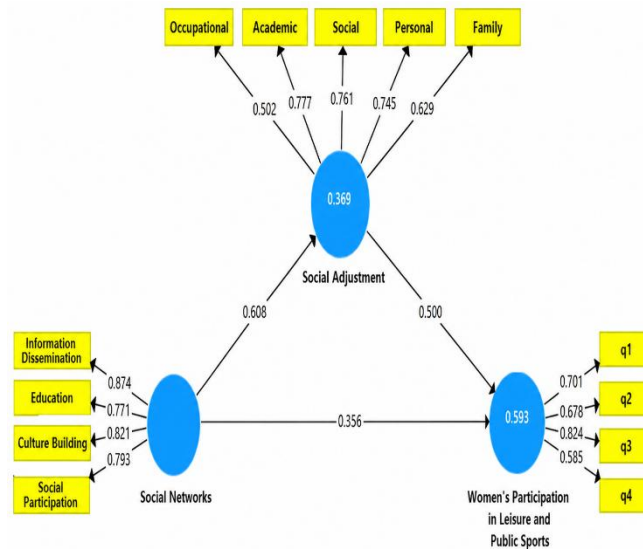 Occupational
Academic
Social
Personal
Family
0.502
0.777
0.761
0.745
0.629
0.369
Social Adjustment
0.608
0.500
Information
Dissemination
Education
Culture Building
Social
Participation
0.874
0.771
0.821
0.793
Social Networks
0.356
0.593
Women's Participation
in Leisure and
Public Sports
0.701
0.678
0.824
0.585
q1
q2
q3
q4